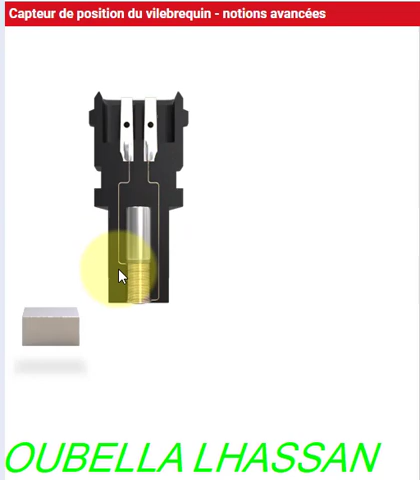 Capteur de position du vilebrequin - notions avancées
OUBELLA LHASSAN